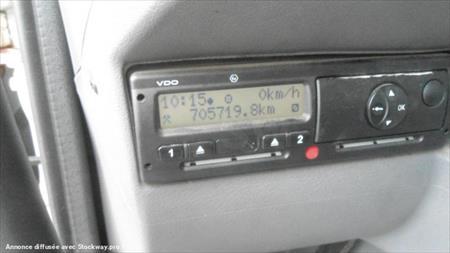 VDO
10:15 0km/h
705719.8km
1 2
OK
Annonce diffusée avec Stockway.pro